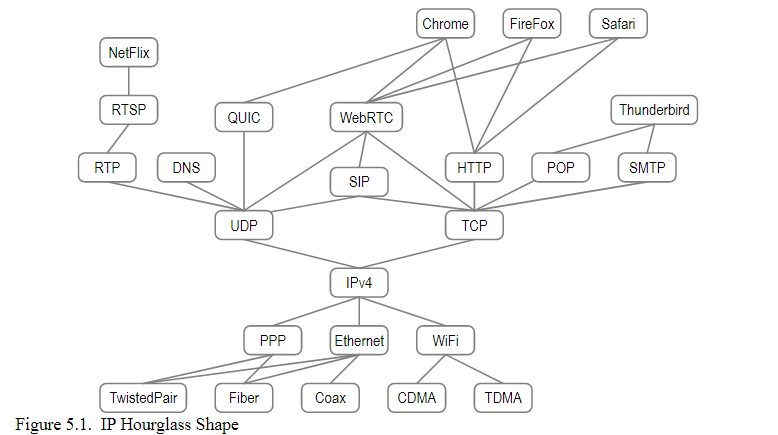 Chrome FireFox Safari
NetFlix
RTSP QUIC WebRTC Thunderbird
RTP DNS SIP HTTP POP SMTP
UDP TCP
IPv4
PPP Ethernet WiFi
TwistedPair Fiber Coax CDMA TDMA
Figure 5.1. IP Hourglass Shape